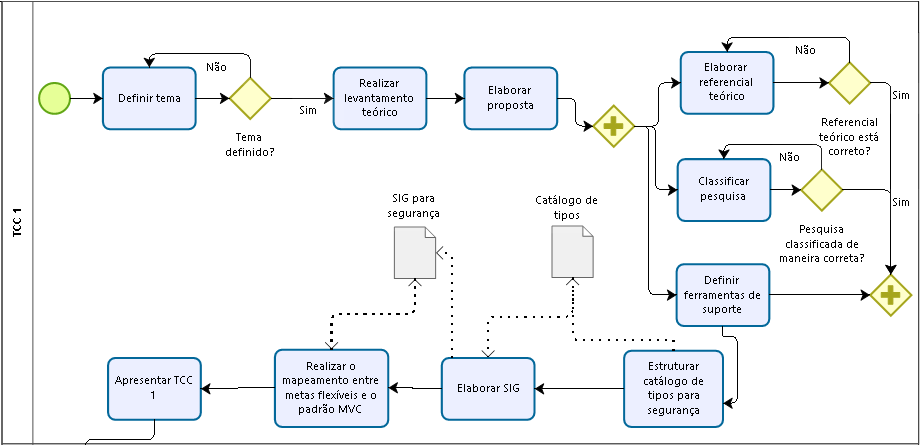 TCC 1
Definir tema
Não
Tema
definido?
Sim
Realizar
levantamento
teórico
Elaborar
proposta
Elaborar
referencial
teórico
Não
Sim
Referencial
teórico está
correto?
Classificar
pesquisa
Não
Sim
Pesquisa
classificada de
maneira correta?
Definir
ferramentas de
suporte
SIG para
segurança
Catálogo de
tipos
Estruturar
catálogo de
tipos para
segurança
Elaborar SIG
Realizar o
mapeamento entre
metas flexíveis e o
padrão MVC
Apresentar TCC
1